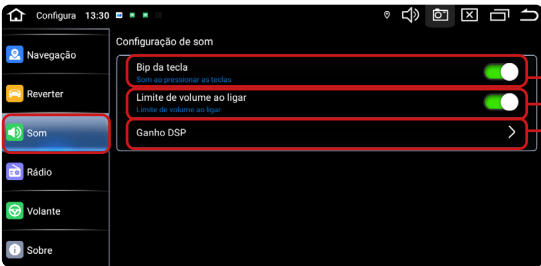 Configura 13:30
Configuração de som
Navegação
Bip da tecla
Som ao pressionar as teclas
Reverter
Limite de volume ao ligar
Limite de volume ao ligar
Som
Ganho DSP
Rádio
Volante
Sobre